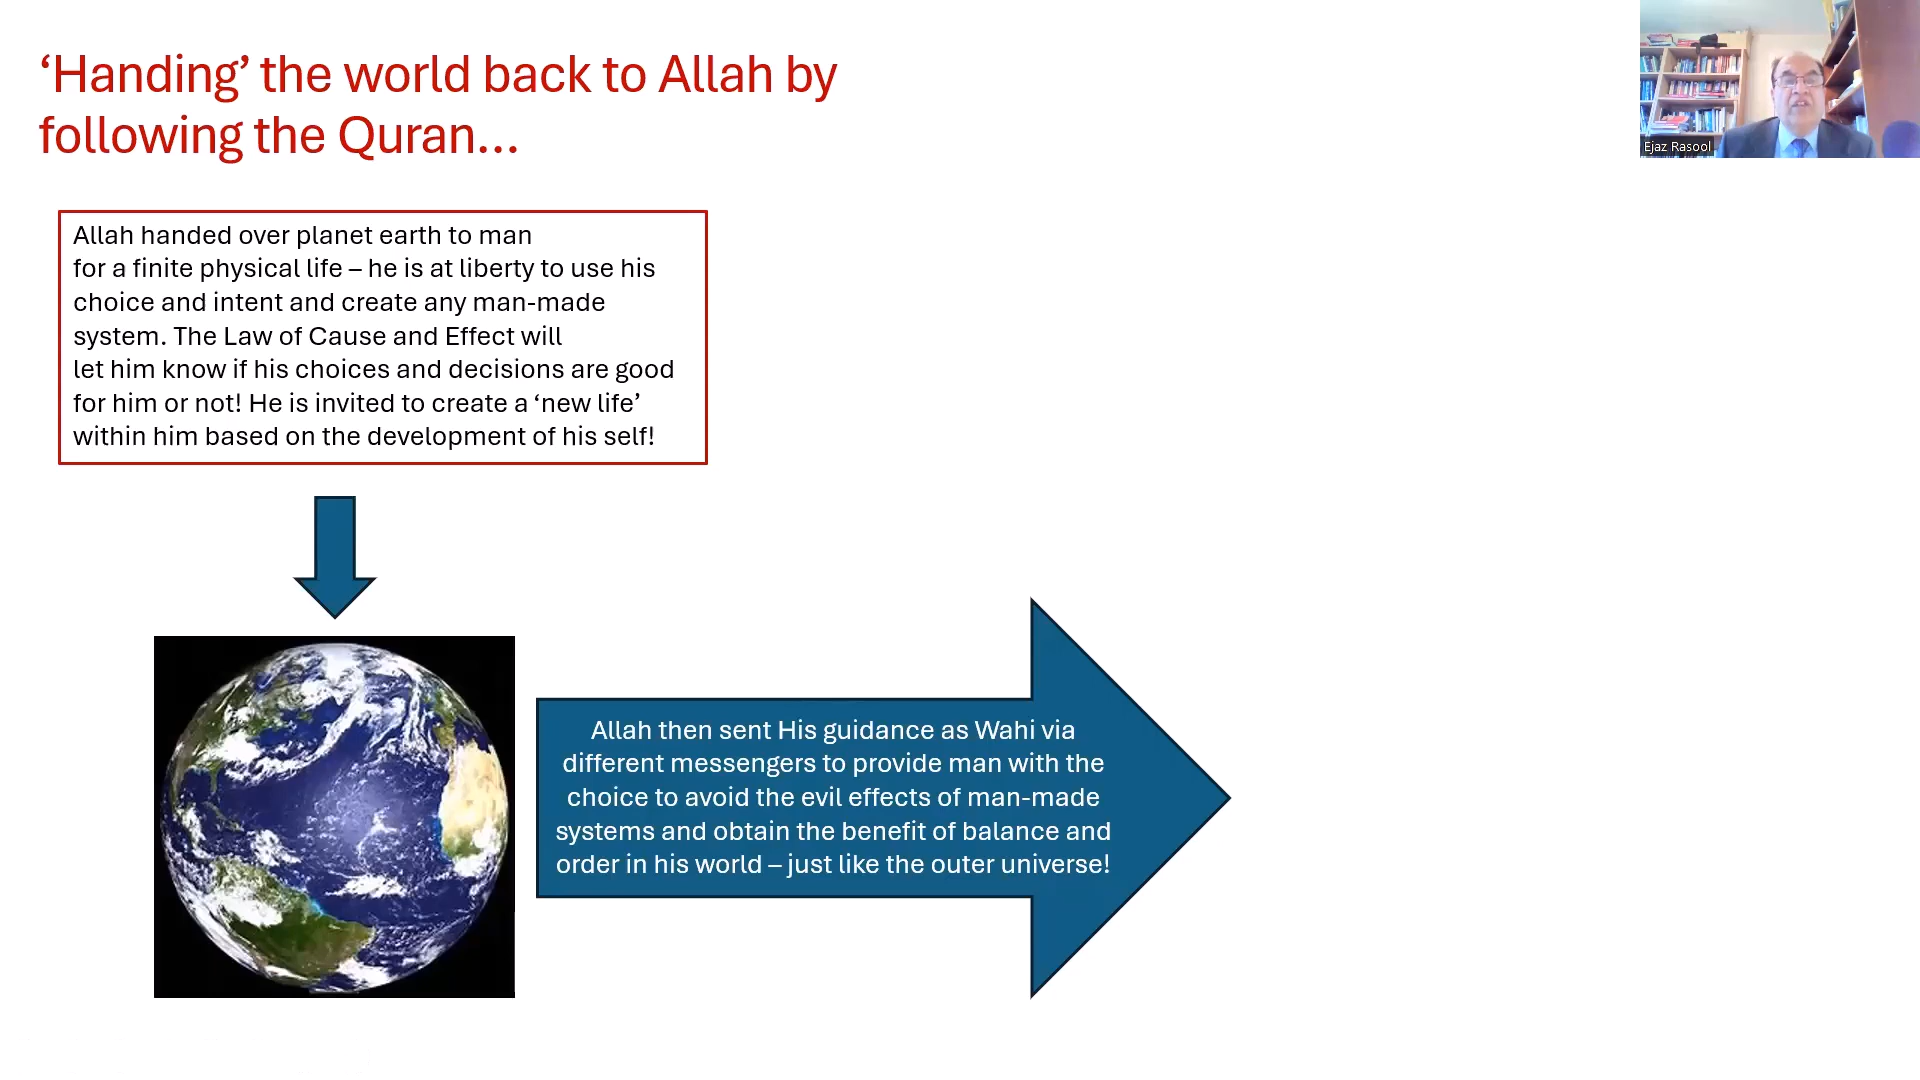 ‘Handing’ the world back to Allah by
following the Quran...
Ejaz Rasool
Allah handed over planet earth to man
for a finite physical life – he is at liberty to use his
choice and intent and create any man-made
system. The Law of Cause and Effect will
let him know if his choices and decisions are good
for him or not! He is invited to create a ‘new life’
within him based on the development of his self!
Allah then sent His guidance as Wahi via
different messengers to provide man with the
choice to avoid the evil effects of man-made
systems and obtain the benefit of balance and
order in his world – just like the outer universe!